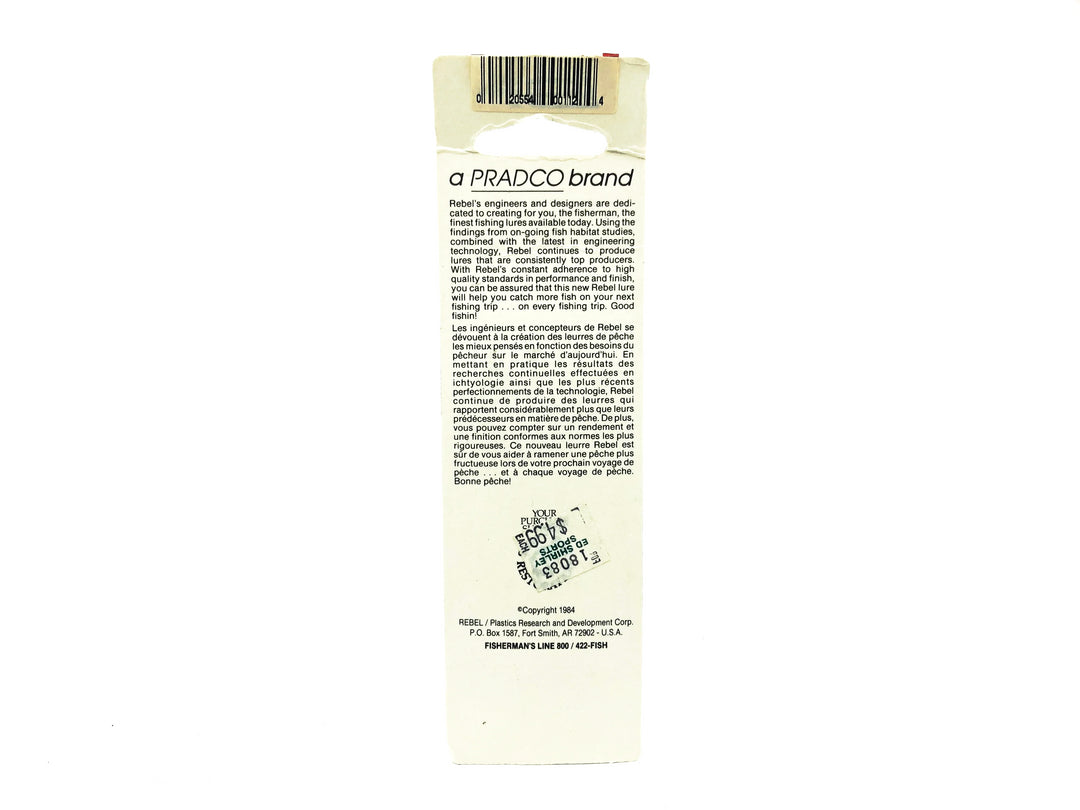 0 20554 00112 4
a PRADCO brand
Rebel's engineers and designers are dedi-
cated to creating for you, the fisherman, the
finest fishing lures available today. Using the
findings from on-going fish habitat studies,
combined with the latest in engineering
technology, Rebel continues to produce
lures that are consistently top producers.
With Rebel's constant adherence to high
quality standards in performance and finish,
you can be assured that this new Rebel lure
will help you catch more fish on your next
fishing trip . . . on every fishing trip. Good
fishin!
Les ingénieurs et concepteurs de Rebel se
dévouent à la création des leurres de pêche
les mieux pensés en fonction des besoins du
pêcheur sur le marché d'aujourd'hui. En
mettant en pratique les résultats des
recherches continuelles effectuées en
ichtyologie ainsi que les plus récents
perfectionnements de la technologie, Rebel
continue de produire des leurres qui
rapportent considérablement plus que leurs
prédécesseurs en matière de pêche. De plus,
vous pouvez compter sur un rendement et
une finition conformes aux normes les plus
rigoureuses. Ce nouveau leurre Rebel est
sûr de vous aider à ramener une pêche plus
fructueuse lors de votre prochain voyage de
pèche . . . et à chaque voyage de pêche.
Bonne pêche!
YOUR
$4.99
EACH
ED SHIRLEY
SPORTS
18083
©Copyright 1984
REBEL / Plastics Research and Development Corp.
P.O. Box 1587, Fort Smith, AR 72902 - U.S.A.
FISHERMAN'S LINE 800 / 422-FISH